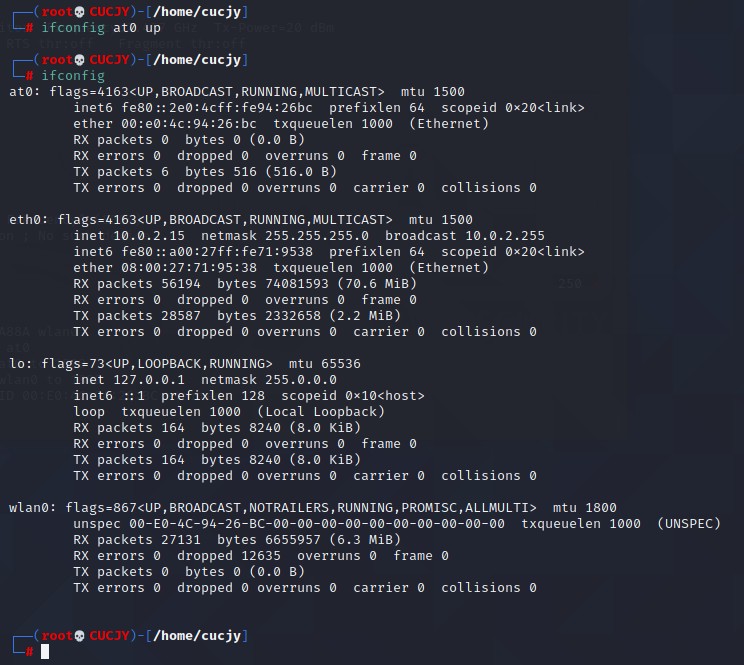 ┌──(root💀CUCJY)-[/home/cucjy]
└─# ifconfig at0 up
┌──(root💀CUCJY)-[/home/cucjy]
└─# ifconfig
at0: flags=4163<UP,BROADCAST,RUNNING,MULTICAST>  mtu 1500
        inet6 fe80::2e0:4cff:fe94:26bc  prefixlen 64  scopeid 0×20<link>
        ether 00:e0:4c:94:26:bc  txqueuelen 1000  (Ethernet)
        RX packets 0  bytes 0 (0.0 B)
        RX errors 0  dropped 0  overruns 0  frame 0
        TX packets 6  bytes 516 (516.0 B)
        TX errors 0  dropped 0 overruns 0  carrier 0  collisions 0
eth0: flags=4163<UP,BROADCAST,RUNNING,MULTICAST>  mtu 1500
        inet 10.0.2.15  netmask 255.255.255.0  broadcast 10.0.2.255
        inet6 fe80::a00:27ff:fe71:9538  prefixlen 64  scopeid 0×20<link>
        ether 08:00:27:71:95:38  txqueuelen 1000  (Ethernet)
        RX packets 56194  bytes 74081593 (70.6 MiB)
        RX errors 0  dropped 0  overruns 0  frame 0
        TX packets 28587  bytes 2332658 (2.2 MiB)
        TX errors 0  dropped 0 overruns 0  carrier 0  collisions 0
lo: flags=73<UP,LOOPBACK,RUNNING>  mtu 65536
        inet 127.0.0.1  netmask 255.0.0.0
        inet6 ::1  prefixlen 128  scopeid 0×10<host>
        loop  txqueuelen 1000  (Local Loopback)
        RX packets 164  bytes 8240 (8.0 KiB)
        RX errors 0  dropped 0  overruns 0  frame 0
        TX packets 164  bytes 8240 (8.0 KiB)
        TX errors 0  dropped 0 overruns 0  carrier 0  collisions 0
wlan0: flags=867<UP,BROADCAST,NOTRAILERS,RUNNING,PROMISC,ALLMULTI>  mtu 1800
        unspec 00-E0-4C-94-26-BC-00-00-00-00-00-00-00-00-00-00  txqueuelen 1000  (UNSPEC)
        RX packets 27131  bytes 6655957 (6.3 MiB)
        RX errors 0  dropped 12635  overruns 0  frame 0
        TX packets 0  bytes 0 (0.0 B)
        TX errors 0  dropped 0 overruns 0  carrier 0  collisions 0
┌──(root💀CUCJY)-[/home/cucjy]
└─#